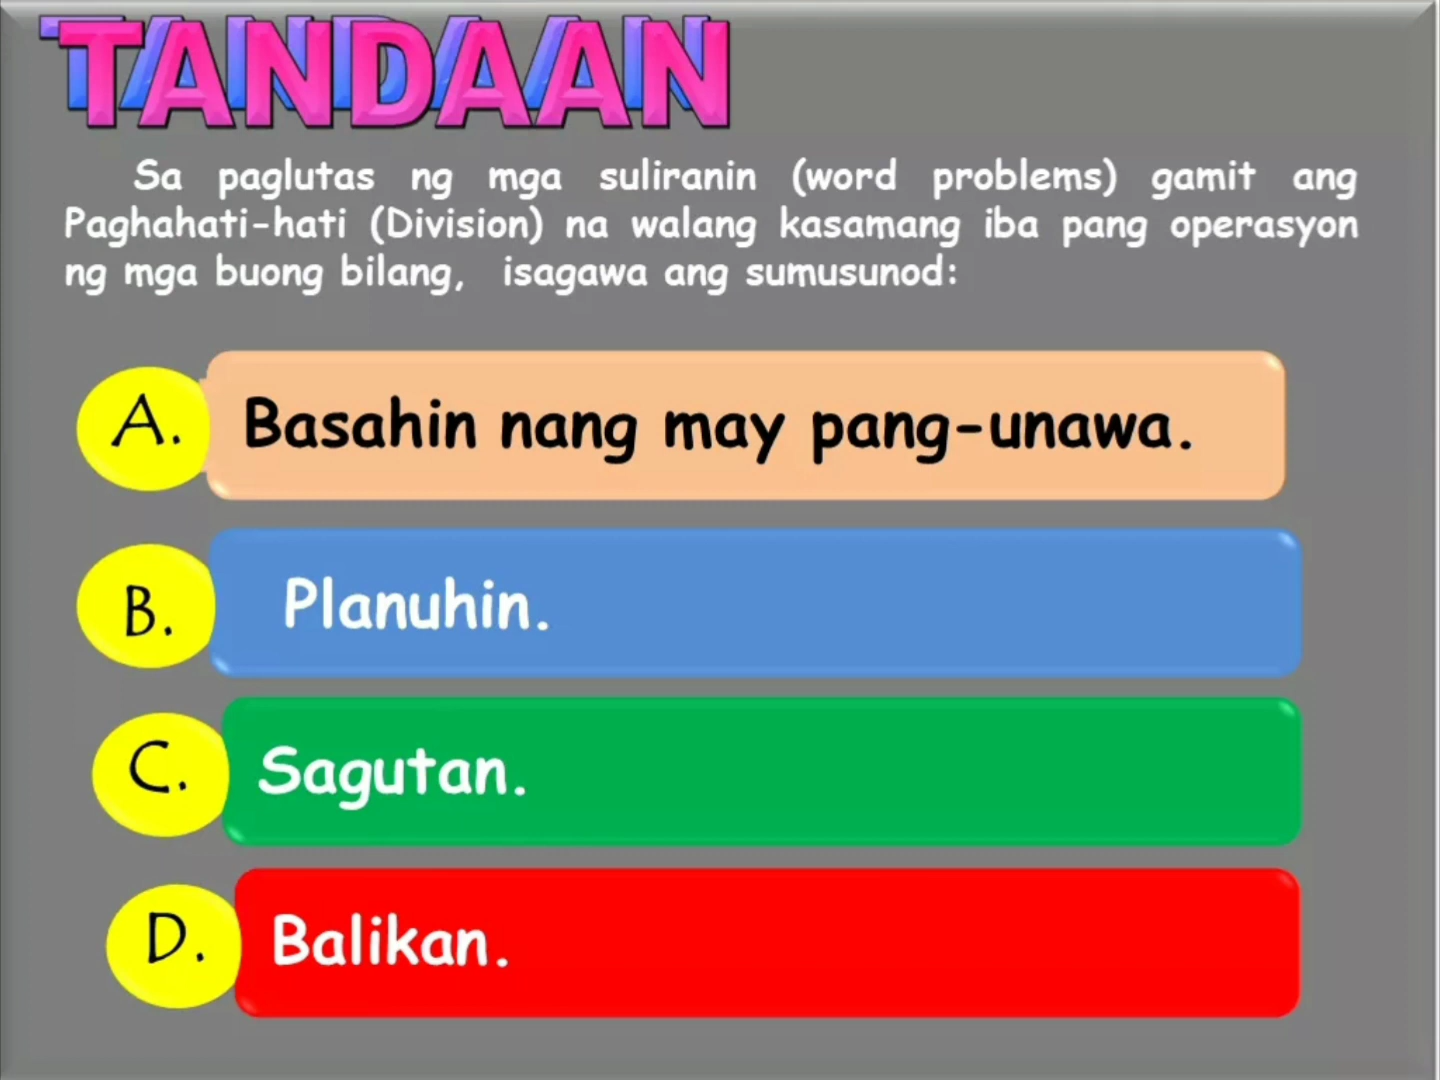 TANDAAN
Sa paglutas ng mga suliranin (word problems) gamit ang
Paghahati-hati (Division) na walang kasamang iba pang operasyon
ng mga buong bilang, isagawa ang sumusunod:
A. Basahin nang may pang-unawa.
B. Planuhin.
C. Sagutan.
D. Balikan.